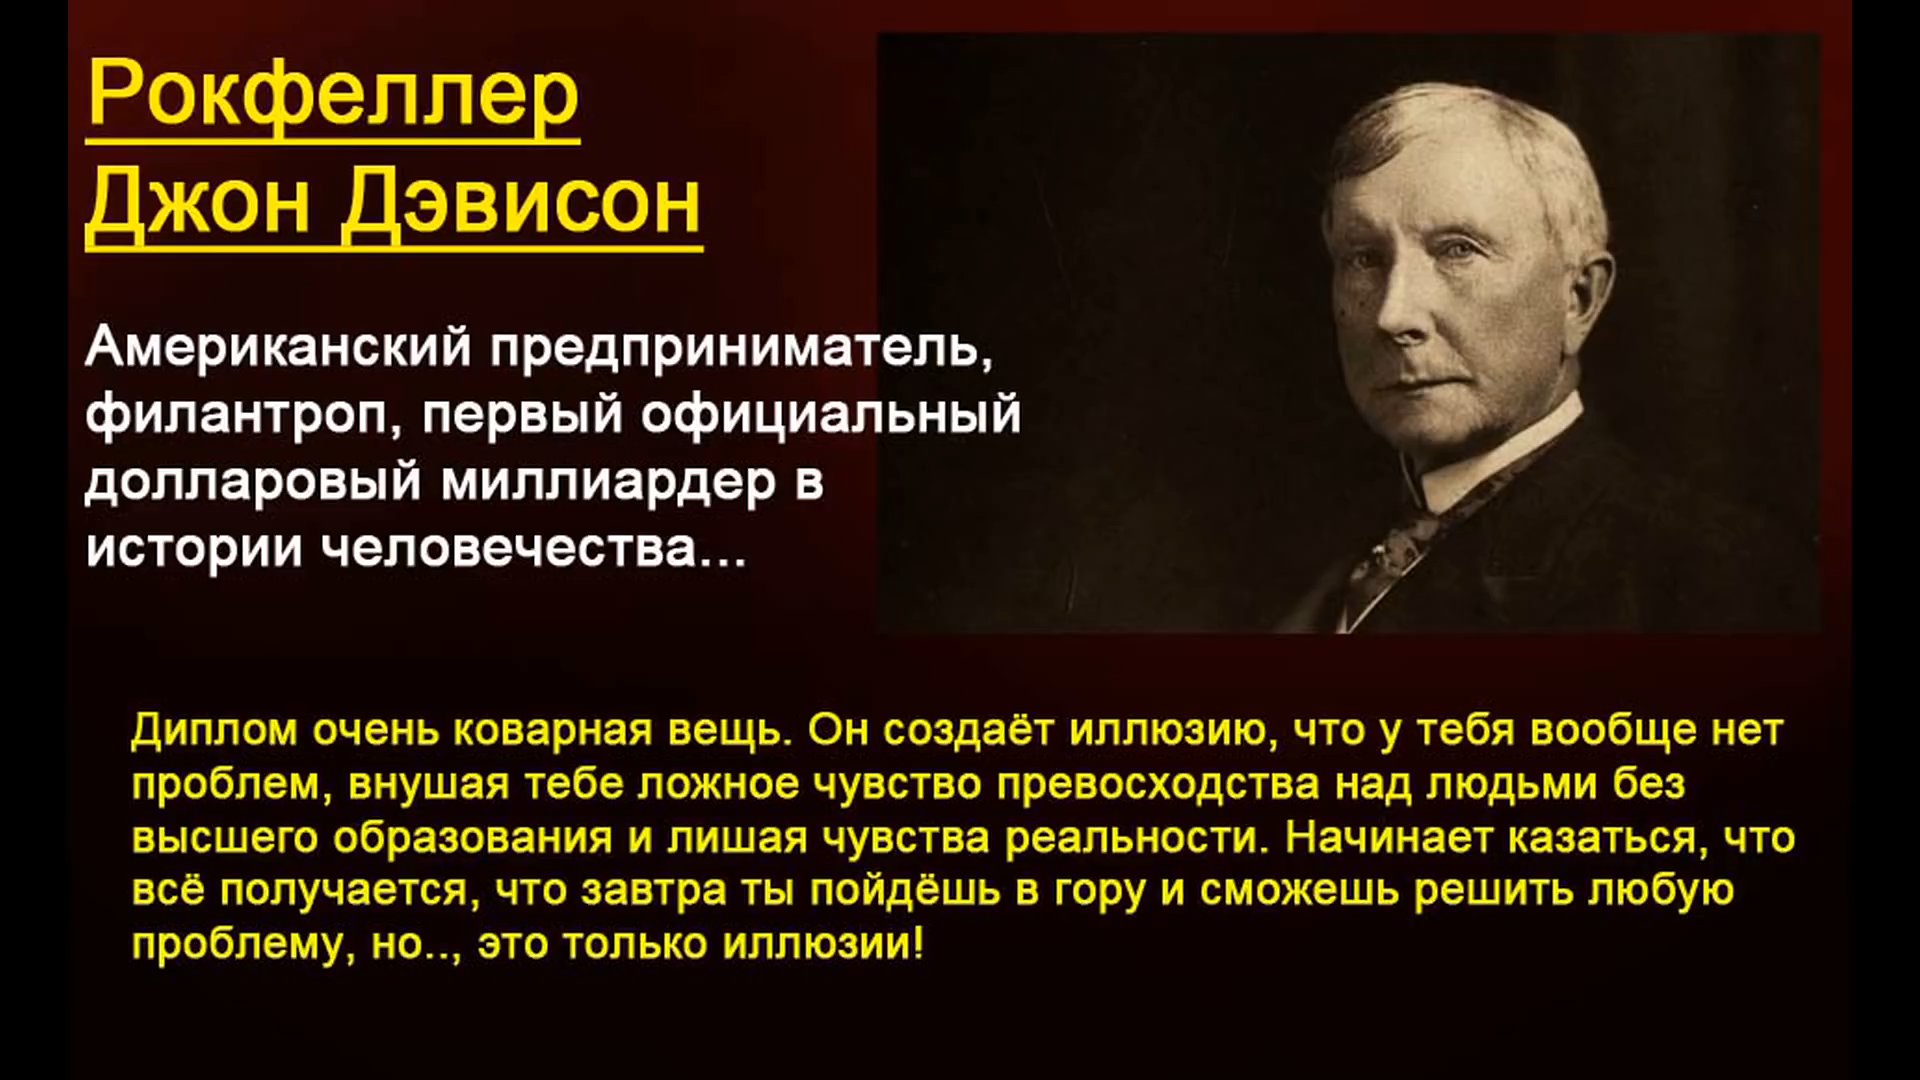 Рокфеллер
Джон Дэвисон
Американский предприниматель,
филантроп, первый официальный
долларовый миллиардер в
истории человечества...
Диплом очень коварная вещь. Он создаёт иллюзию, что у тебя вообще нет
проблем, внушая тебе ложное чувство превосходства над людьми без
высшего образования и лишая чувства реальности. Начинает казаться, что
всё получается, что завтра ты пойдёшь в гору и сможешь решить любую
проблему, но.., это только иллюзии!